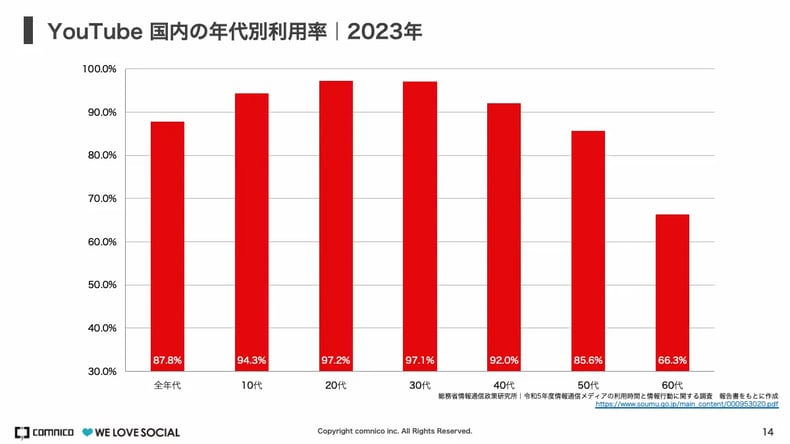 YouTube 国内の年代別利用率｜2023年
100.0%
90.0%
80.0%
70.0%
60.0%
50.0%
40.0%
30.0%
87.8% 94.3% 97.2% 97.1% 92.0% 85.6% 66.3%
全年代 10代 20代 30代 40代 50代 60代
総務省情報通信政策研究所｜令和5年度情報通信メディアの利用時間と情報行動に関する調査 報告書をもとに作成
https://www.soumu.go.jp/main_content/000953020.pdf
comnico WE LOVE SOCIAL Copyright comnico inc. All Rights Reserved. 14